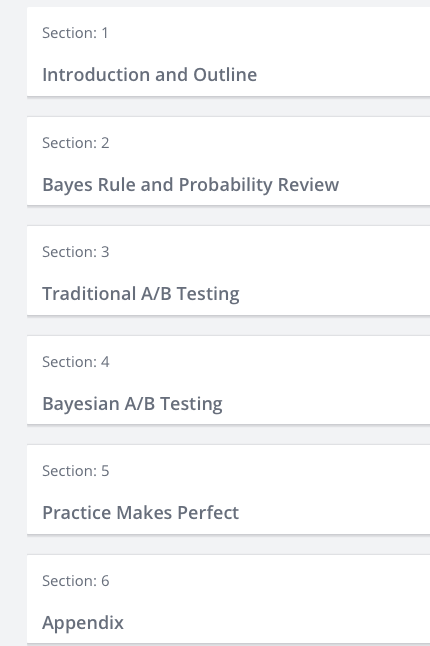 Section: 1
Introduction and Outline
Section: 2
Bayes Rule and Probability Review
Section: 3
Traditional A/B Testing
Section: 4
Bayesian A/B Testing
Section: 5
Practice Makes Perfect
Section: 6
Appendix